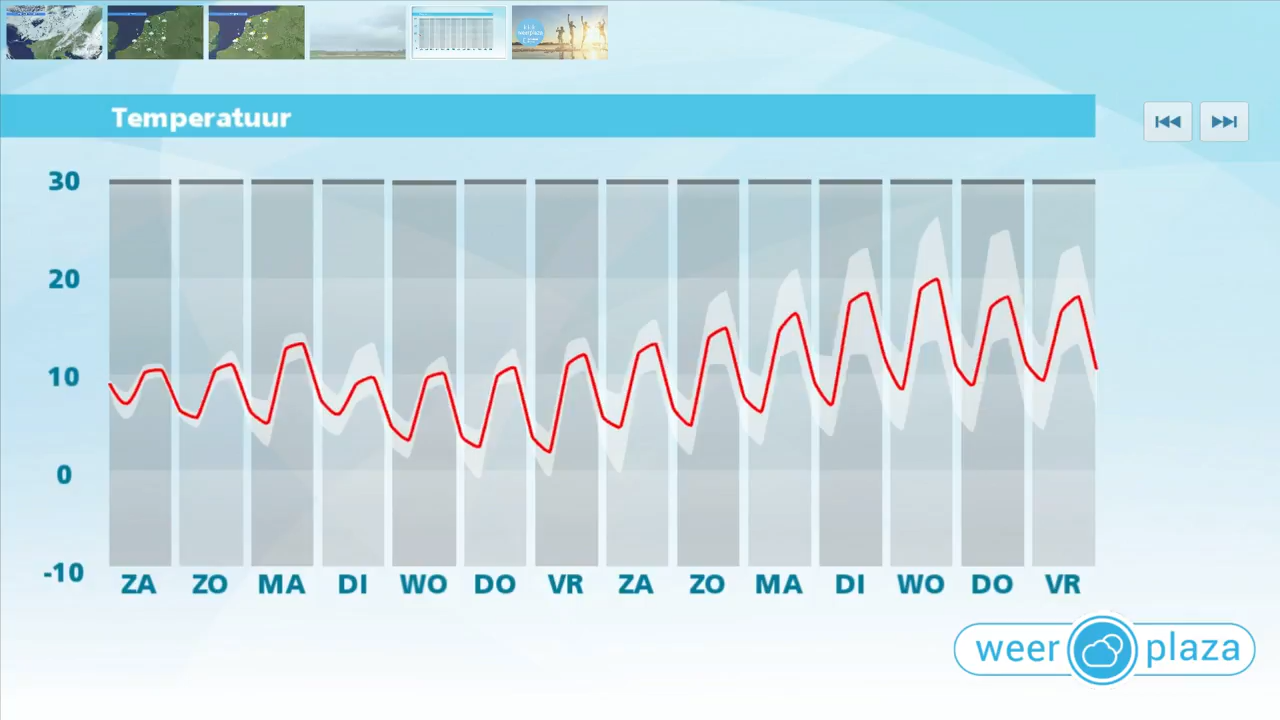 Temperatuur
30
20
10
0
-10
ZA ZO MA DI WO DO VR ZA ZO MA DI WO DO VR
weer plaza